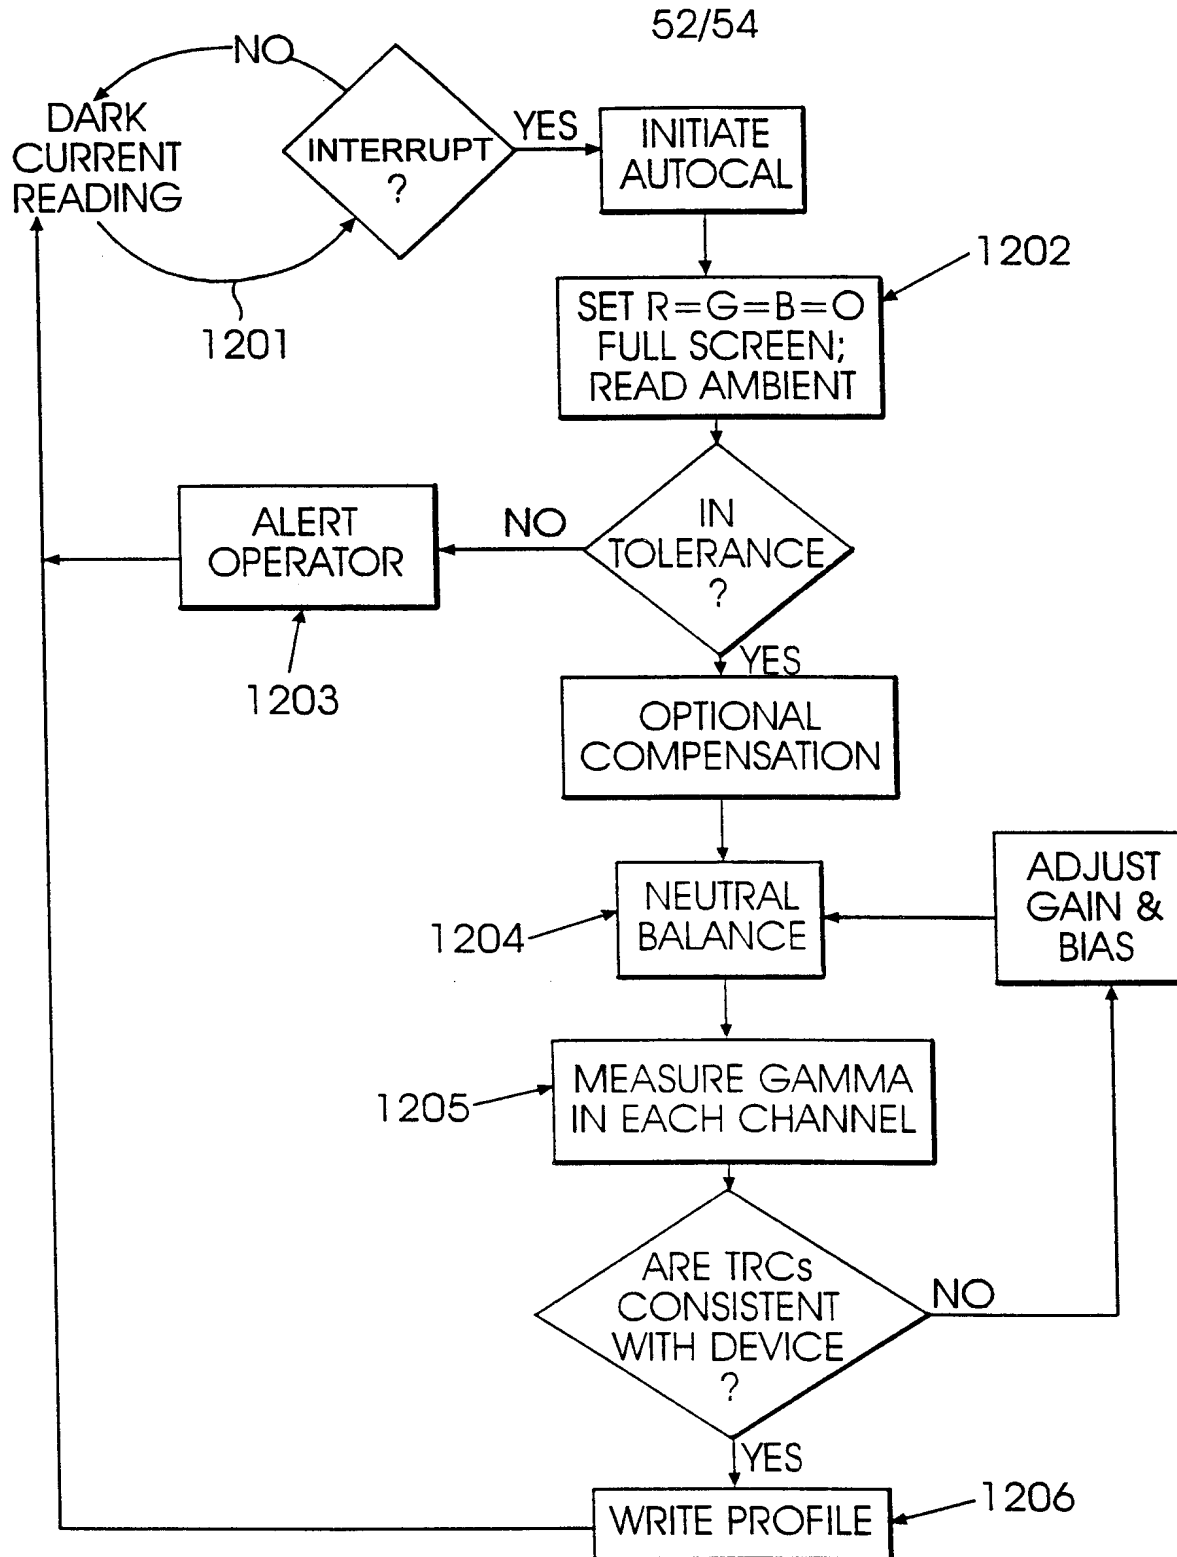 52/54
NO
DARK
CURRENT
READING
INTERRUPT
?
YES
INITIATE
AUTOCAL
1201
1202
SET R=G=B=O
FULL SCREEN;
READ AMBIENT
IN
TOLERANCE
?
NO
ALERT
OPERATOR
1203
YES
OPTIONAL
COMPENSATION
1204
NEUTRAL
BALANCE
ADJUST
GAIN &
BIAS
1205
MEASURE GAMMA
IN EACH CHANNEL
ARE TRCs
CONSISTENT
WITH DEVICE
?
NO
YES
WRITE PROFILE
1206